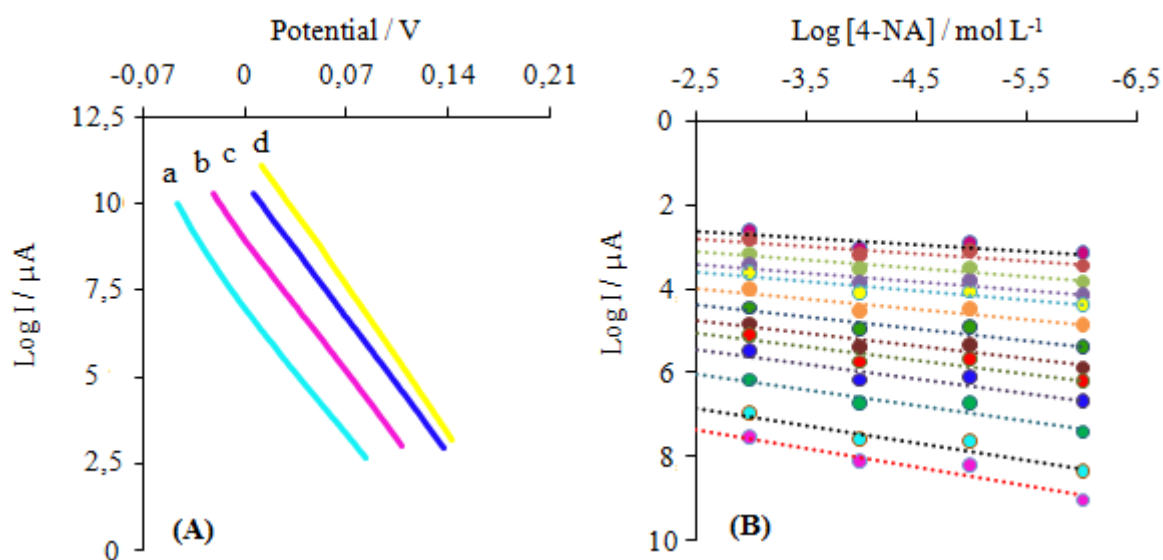 Potential / V
-0,07 0 0,07 0,14 0,21
12,5
10
7,5
5
2,5
0
Log I / µA
a b c d
(A)
Log [4-NA] / mol L-1
-2,5 -3,5 -4,5 -5,5 -6,5
0
2
4
6
8
10
Log I / µA
(B)